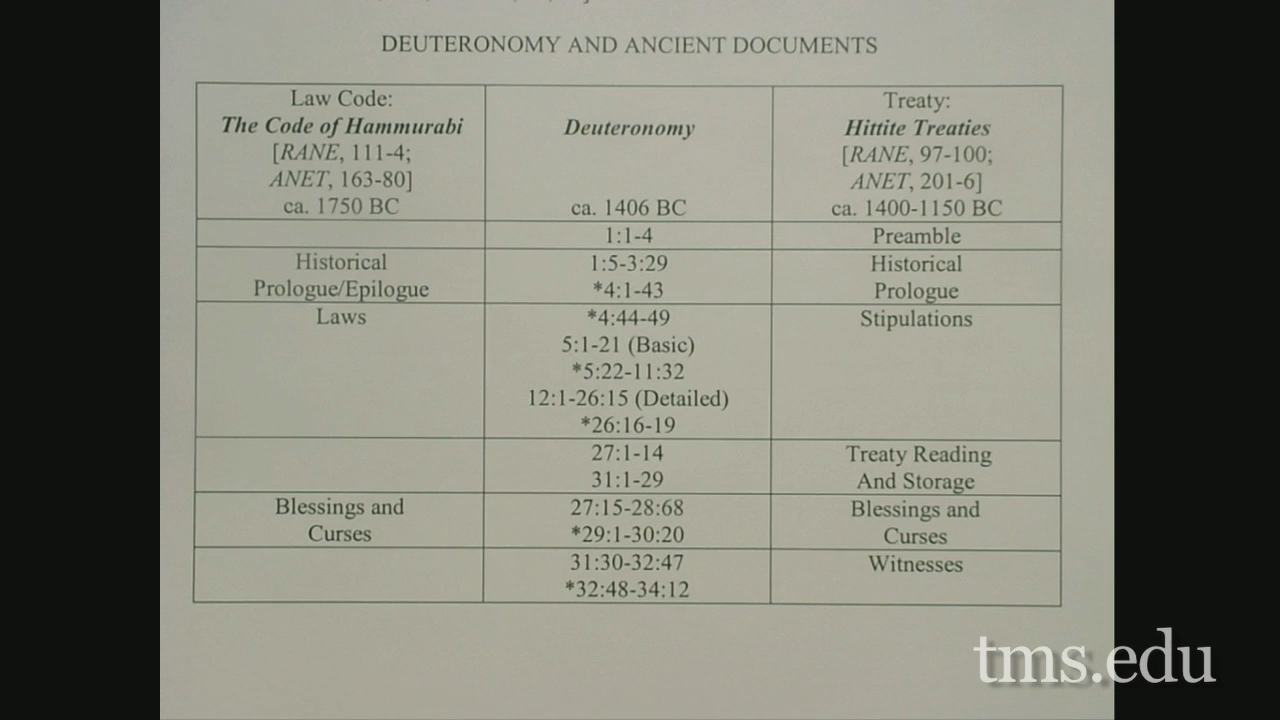 DEUTERONOMY AND ANCIENT DOCUMENTS
Law Code:
The Code of Hammurabi
[RANE, 111-4;
ANET, 163-80]
ca. 1750 BC
Deuteronomy
ca. 1406 BC
Treaty:
Hittite Treaties
[RANE, 97-100;
ANET, 201-6]
ca. 1400-1150 BC
1:1-4
Preamble
Historical
Prologue/Epilogue
1:5-3:29
*4:1-43
Historical
Prologue
Laws
*4:44-49
5:1-21 (Basic)
*5:22-11:32
12:1-26:15 (Detailed)
*26:16-19
Stipulations
27:1-14
31:1-29
Treaty Reading
And Storage
Blessings and
Curses
27:15-28:68
*29:1-30:20
Blessings and
Curses
31:30-32:47
*32:48-34:12
Witnesses
tms.edu